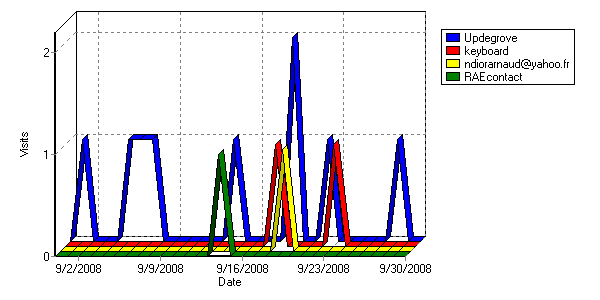 2
1
0
Visits
9/2/2008
9/9/2008
9/16/2008
9/23/2008
9/30/2008
Date
Updegrove
keyboard
ndiorarnaud@yahoo.fr
RAEcontact